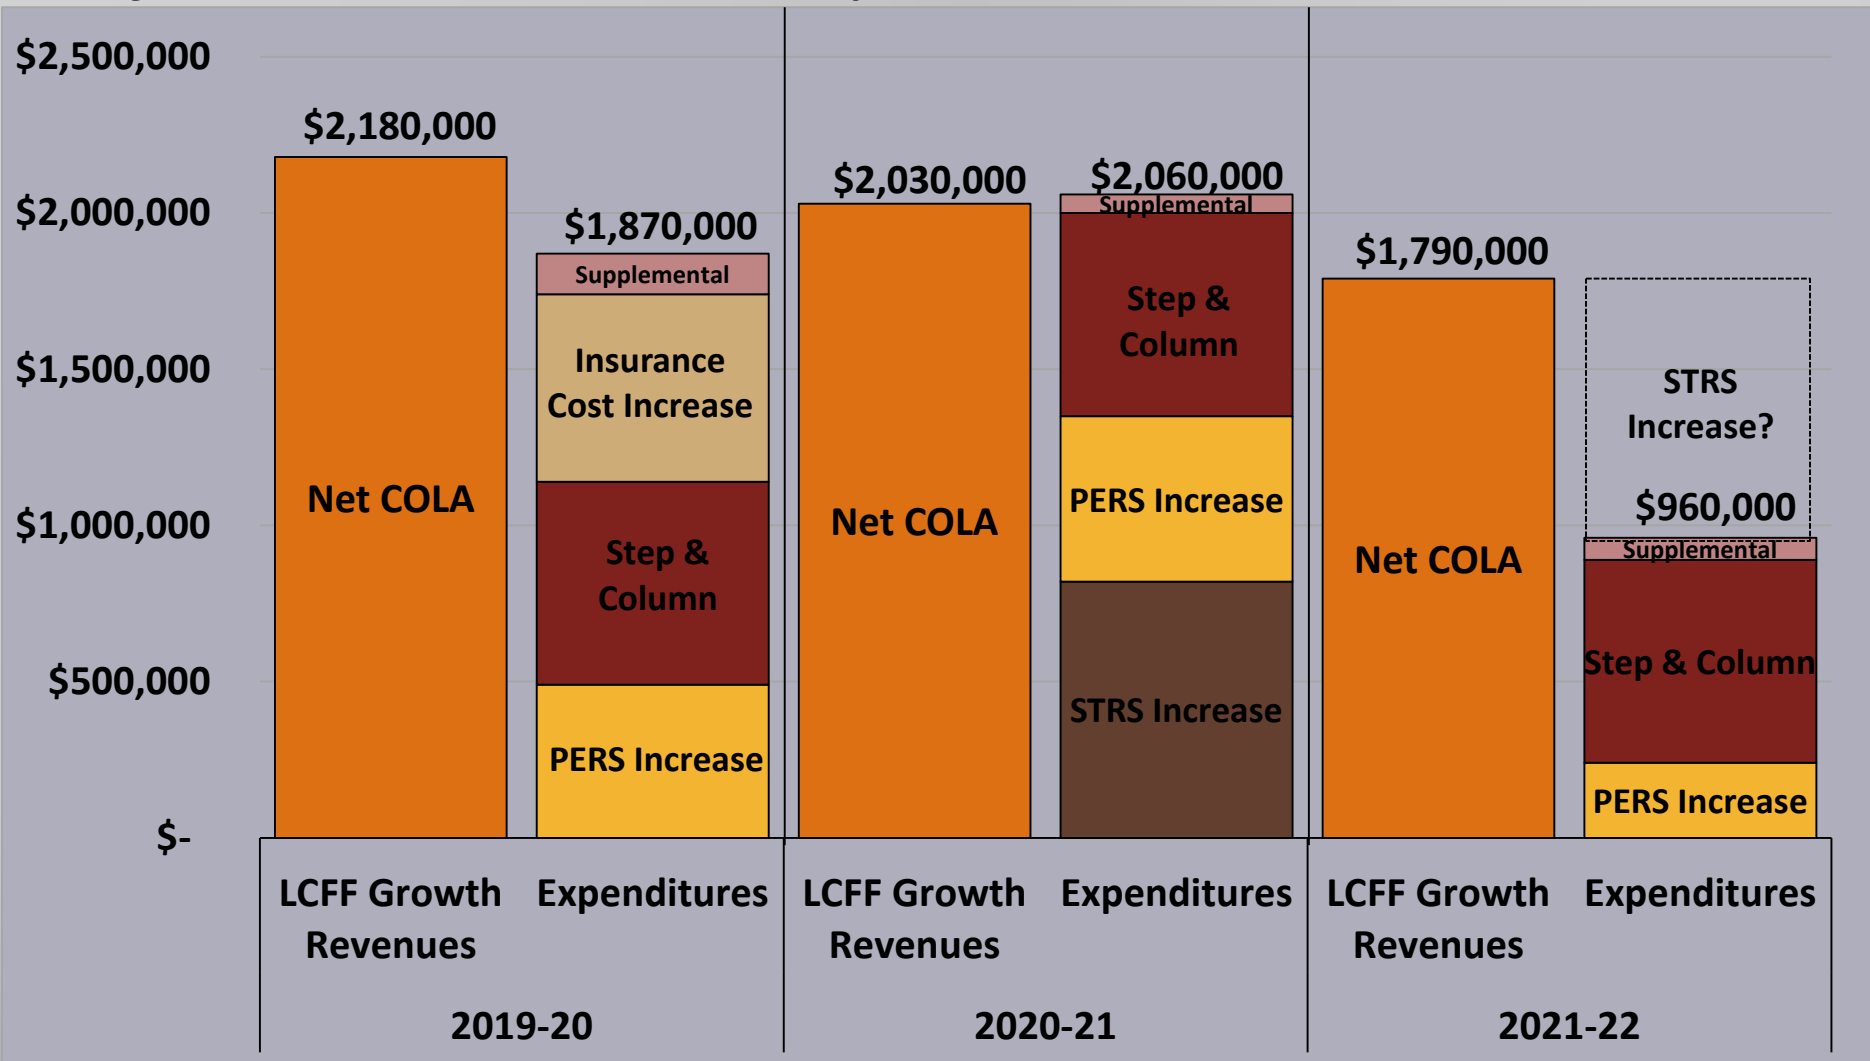 $2,500,000
$2,000,000
$1,500,000
$1,000,000
$500,000
$-
$2,180,000
Net COLA
$1,870,000
Supplemental
Insurance
Cost Increase
Step &
Column
PERS Increase
$2,030,000
Net COLA
$2,060,000
Supplemental
Step &
Column
PERS Increase
STRS Increase
$1,790,000
Net COLA
STRS
Increase?
$960,000
Supplemental
Step & Column
PERS Increase
LCFF Growth
Revenues
Expenditures
LCFF Growth
Revenues
Expenditures
LCFF Growth
Revenues
Expenditures
2019-20
2020-21
2021-22